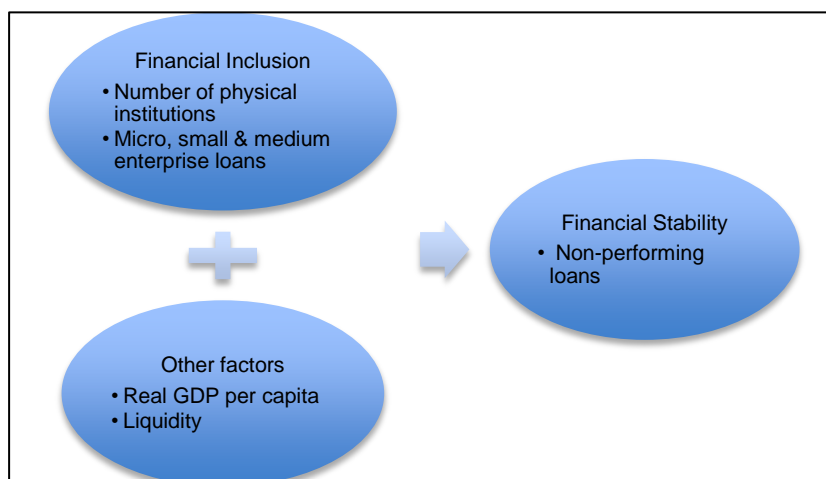 Financial Inclusion
• Number of physical
institutions
• Micro, small & medium
enterprise loans
Financial Stability
• Non-performing
loans
Other factors
• Real GDP per capita
• Liquidity